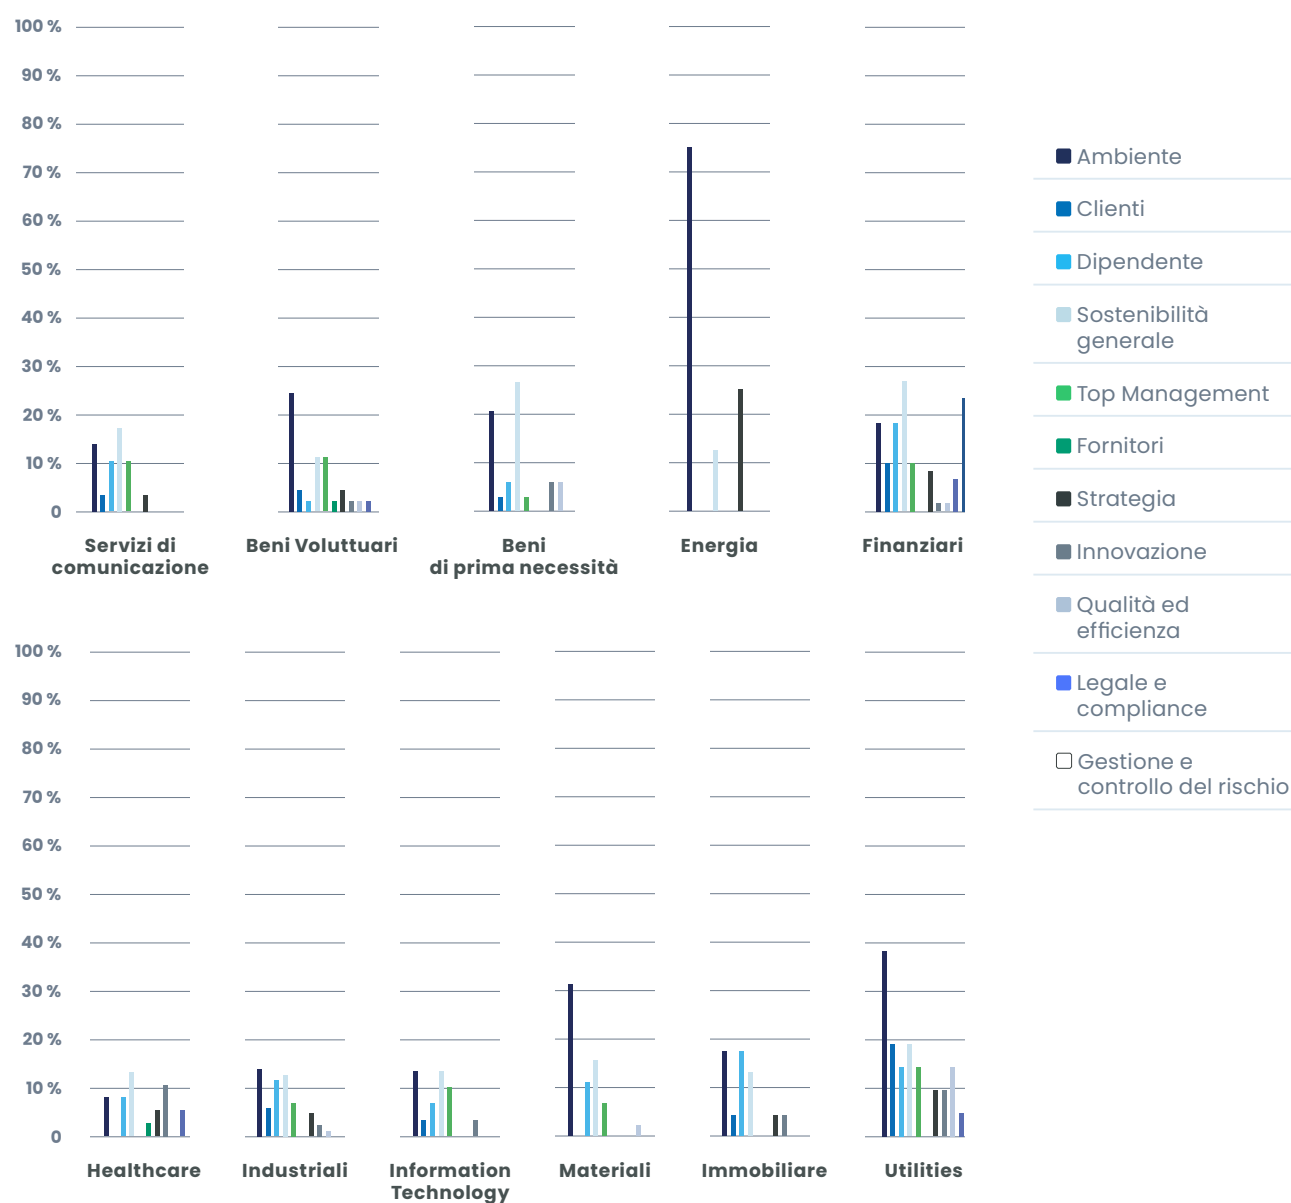 100 %
90 %
80 %
70 %
60 %
50 %
40 %
30 %
20 %
10 %
0
Servizi di
comunicazione
Beni Voluttuari
Beni
di prima necessità
Energia
Finanziari
100 %
90 %
80 %
70 %
60 %
50 %
40 %
30 %
20 %
10 %
0
Healthcare
Industriali
Information
Technology
Materiali
Immobiliare
Utilities
Ambiente
Clienti
Dipendente
Sostenibilità
generale
Top Management
Fornitori
Strategia
Innovazione
Qualità ed
efficienza
Legale e
compliance
Gestione e
controllo del rischio